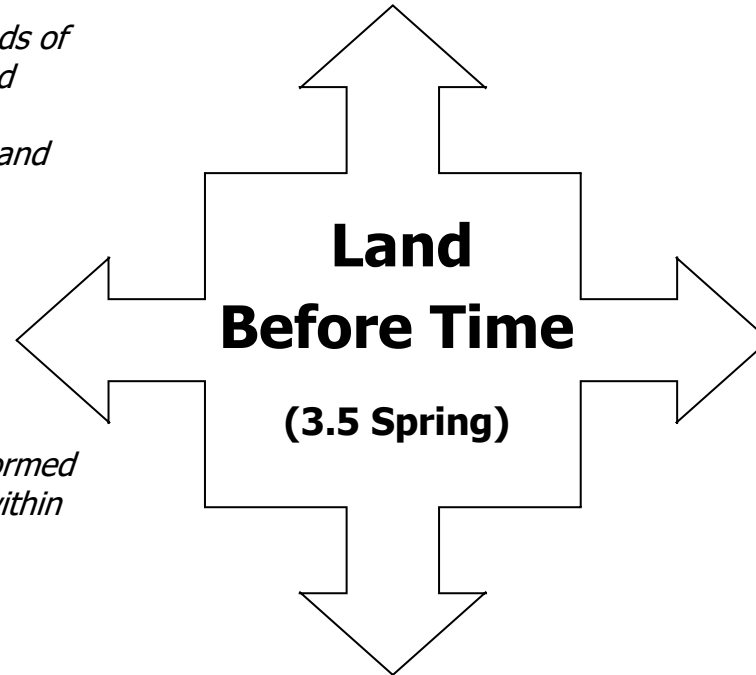 ds of
d
and
Land
Before Time
(3.5 Spring)
ormed
within